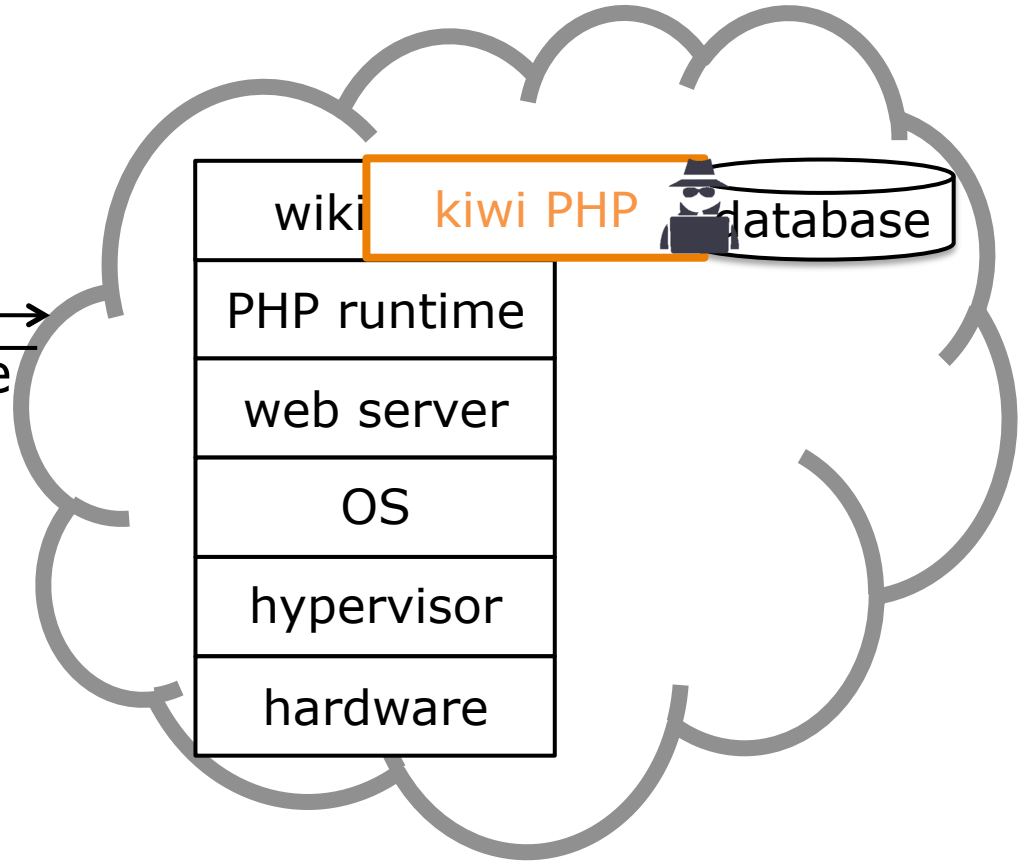 wiki
kiwi PHP
database
PHP runtime
e
web server
OS
hypervisor
hardware